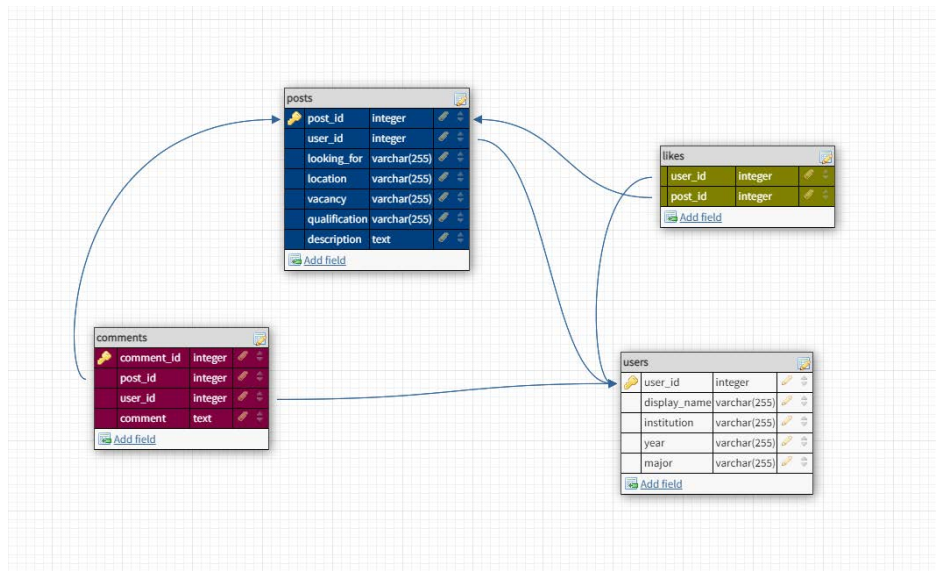 posts
post_id integer
user_id integer
looking_for varchar(255)
location varchar(255)
vacancy varchar(255)
qualification varchar(255)
description text
Add field
likes
user_id integer
post_id integer
Add field
comments
comment_id integer
post_id integer
user_id integer
comment text
Add field
users
user_id integer
display_name varchar(255)
institution varchar(255)
year varchar(255)
major varchar(255)
Add field